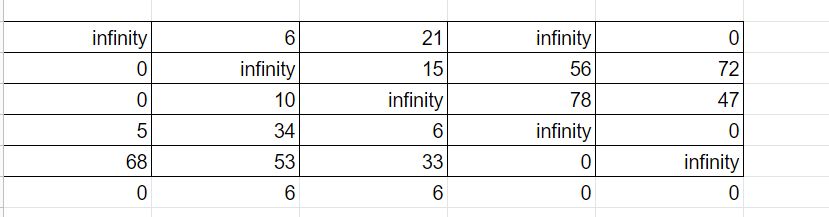 infinity 6 21 infinity 0
0 infinity 15 56 72
0 10 infinity 78 47
5 34 6 infinity 0
68 53 33 0 infinity
0 6 6 0 0